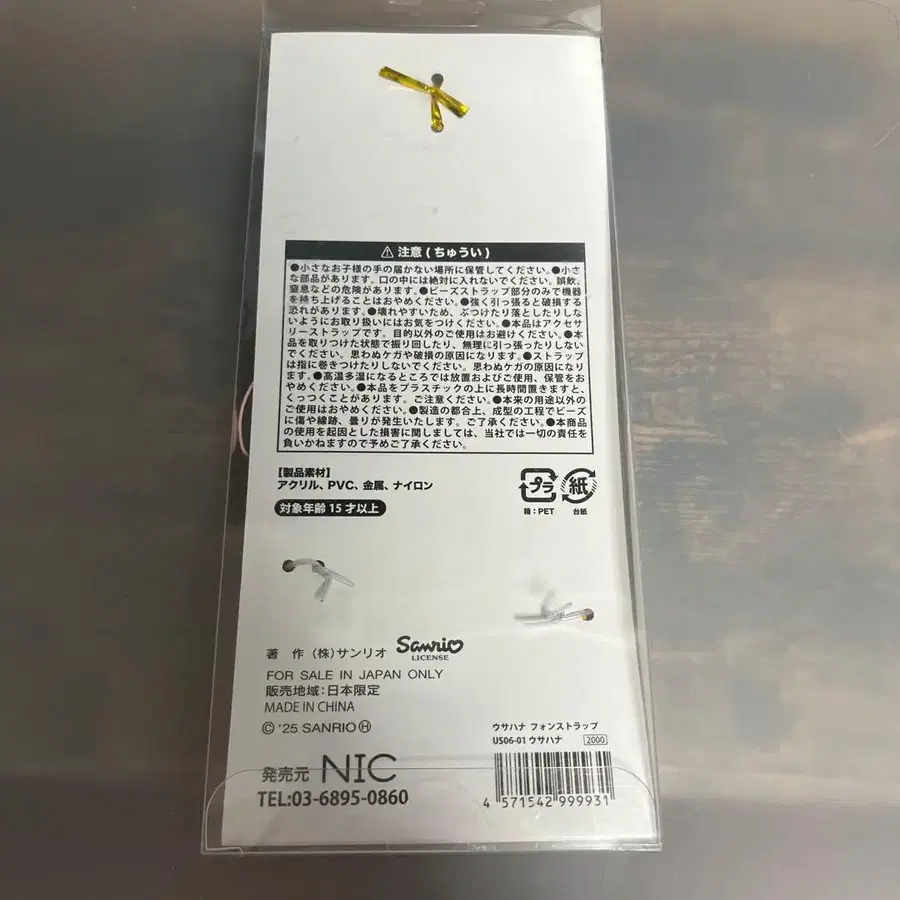 ⚠ 注意 ( ちゅうい )
●小さなお子様の手の届かない場所に保管してください。●小さ
な部品があります。口の中には絶対に入れないでください。誤飲、
窒息などの危険があります。●ビーズストラップ部分のみで機器
を持ち上げることはおやめください。●強く引っ張ると破損する
恐れがあります。●壊れやすいため、ぶつけたり落としたりしな
いようにお取り扱いにはお気をつけください。●本品はアクセサ
リーストラップです。目的以外のご使用はお避けください。●本
品を取りつけた状態で振り回したり、無理に引っ張ったりしない
でください。思わぬケガや破損の原因になります。●ストラップ
は指に巻きつけたりしないでください。思わぬケガの原因になりま
す。●高温多湿になるところでは放置およびご使用、保管をお
やめください。●本品をプラスチックの上に長時間置きますと、
くっつくことがあります。ご注意ください。●本来の用途以外の
ご使用はおやめください。●製造の都合上、成型の工程でビーズ
に傷や線跡、曇りが発生いたします。ご了承ください。●本商品
の使用を起因とした損害に関しましては、当社では一切の責任を
負いかねますので予めご了承ください。
【製品素材】
アクリル、PVC、金属、ナイロン
対象年齢 15 才以上
プラ 紙
箱：PET 台紙
著 作 (株)サンリオ Sanrio
LICENSE
FOR SALE IN JAPAN ONLY
販売地域：日本限定
MADE IN CHINA
© '25 SANRIO Ⓗ
ウサハナ フォンストラップ
US06-01 ウサハナ 2000
発売元 NIC
TEL:03-6895-0860
4 571542 999931